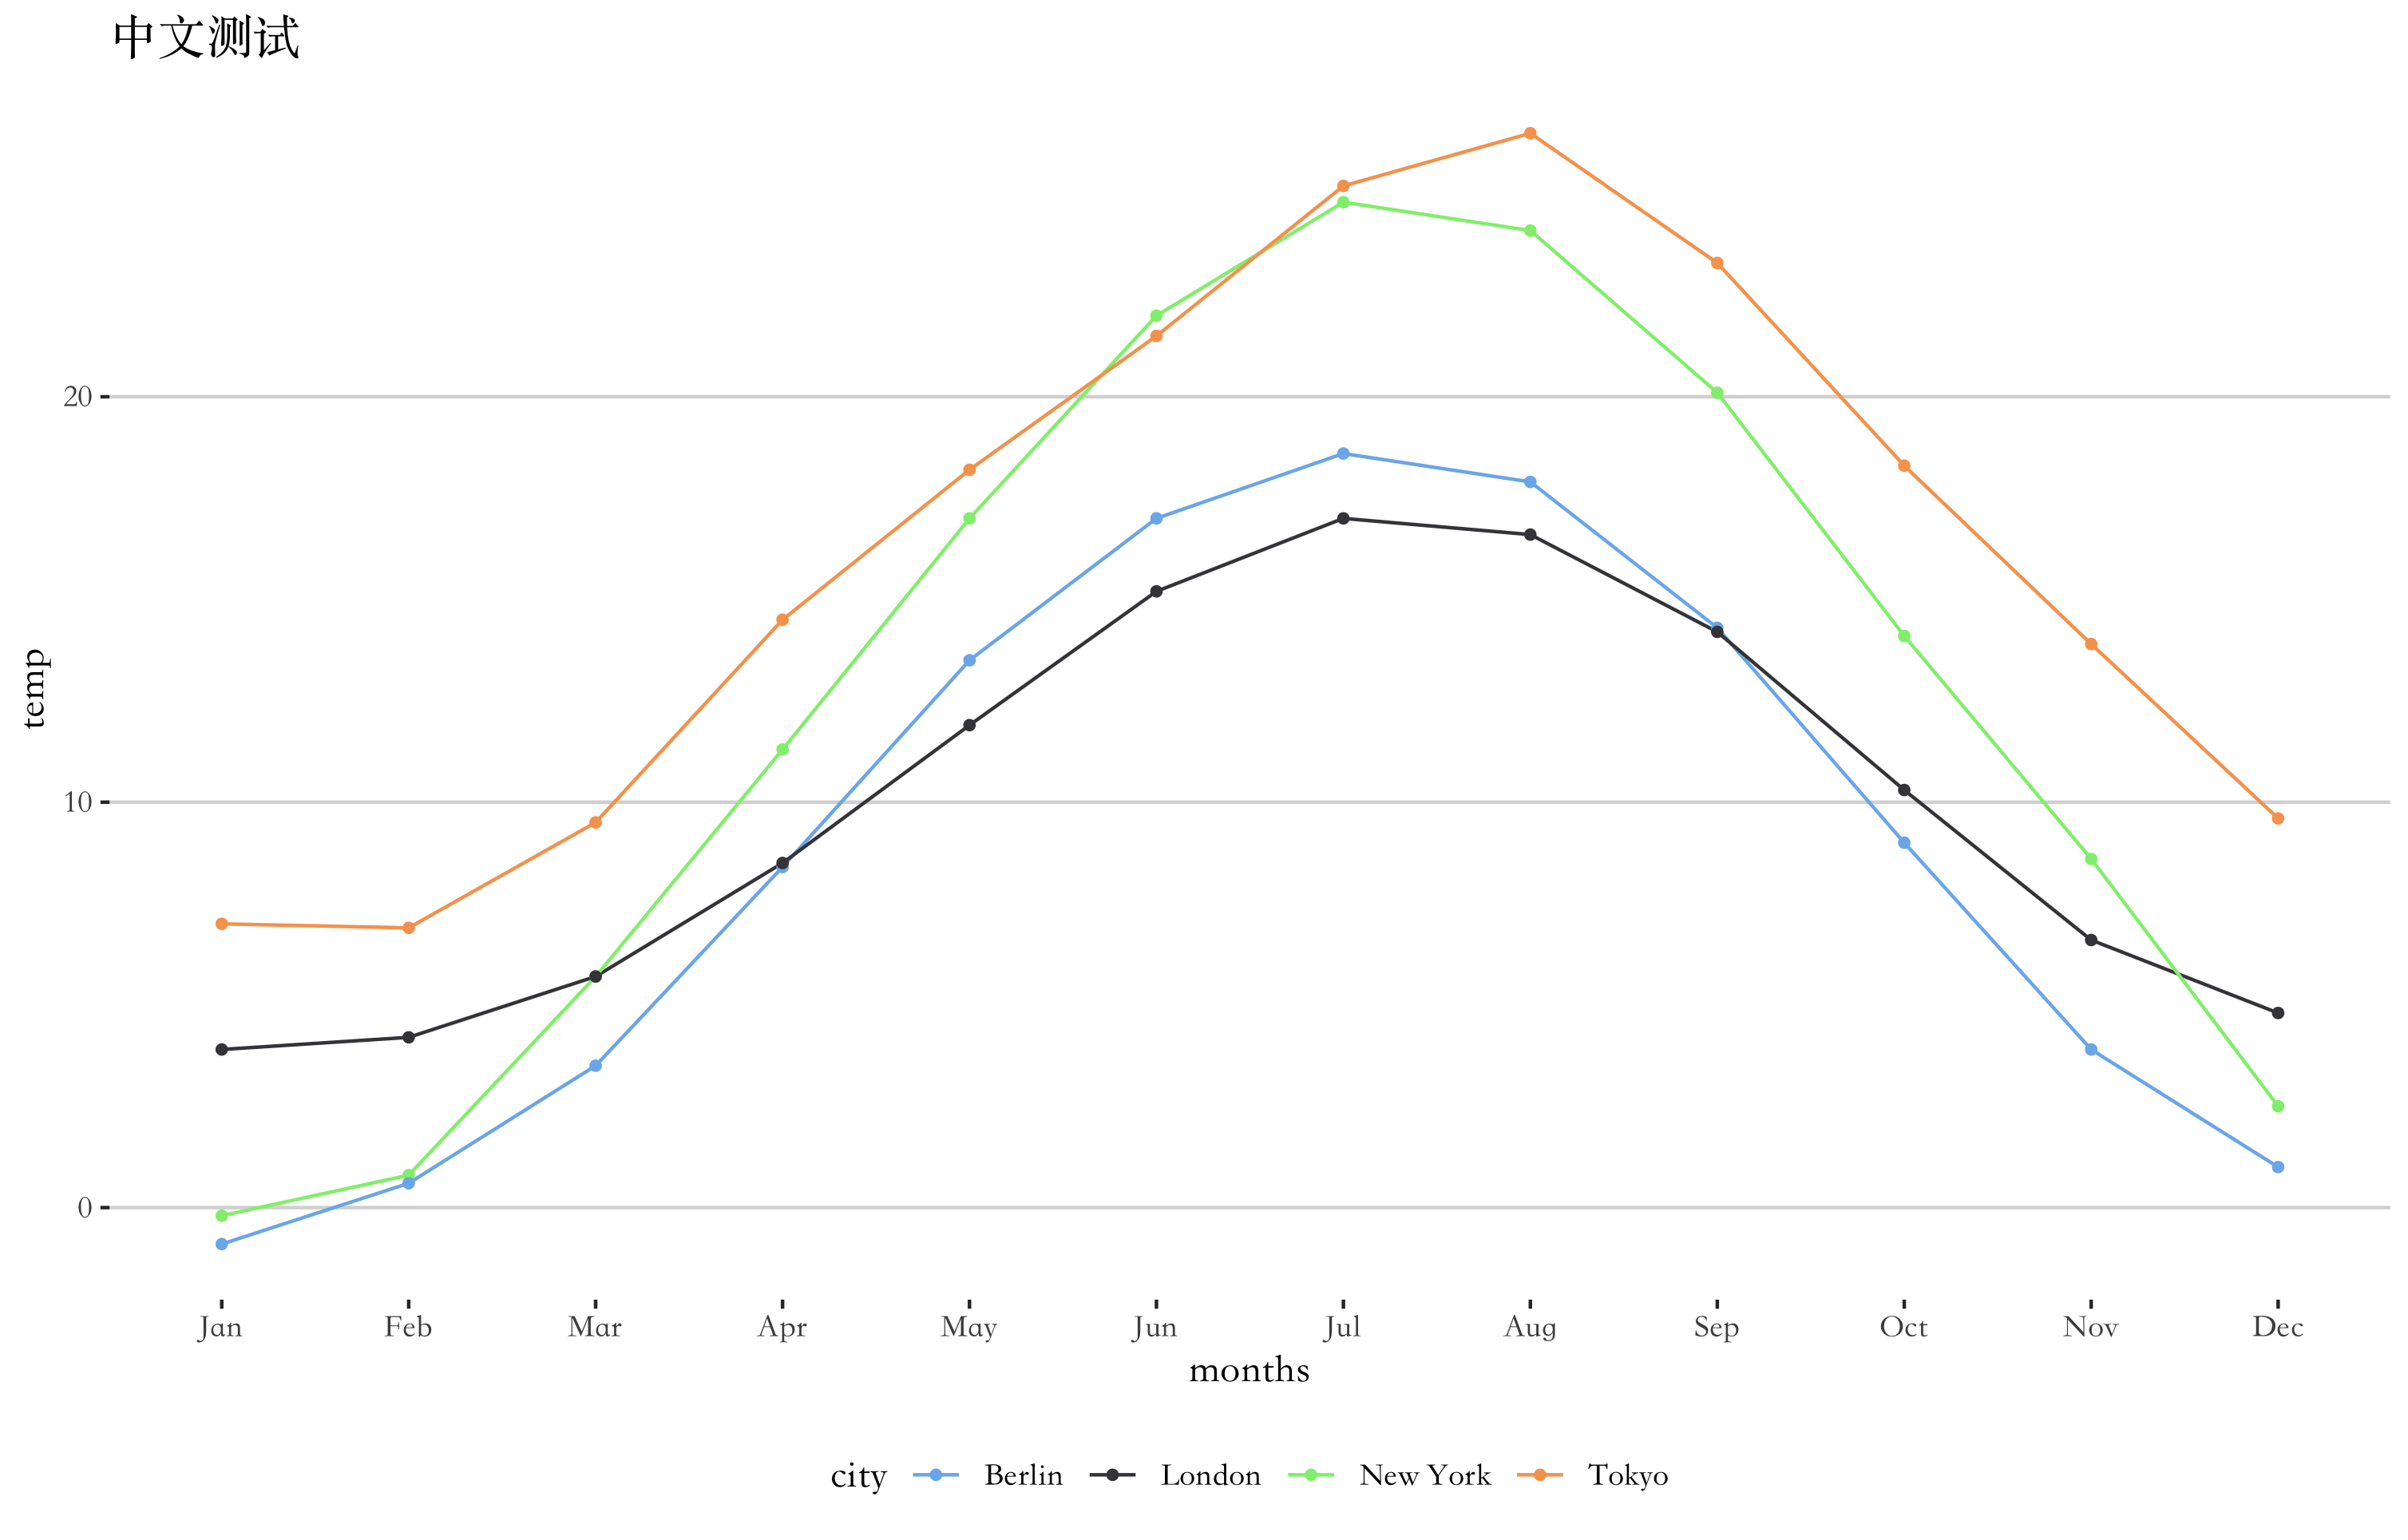 中文测试
temp
20
10
0
Jan Feb Mar Apr May Jun Jul Aug Sep Oct Nov Dec
months
city Berlin London New York Tokyo